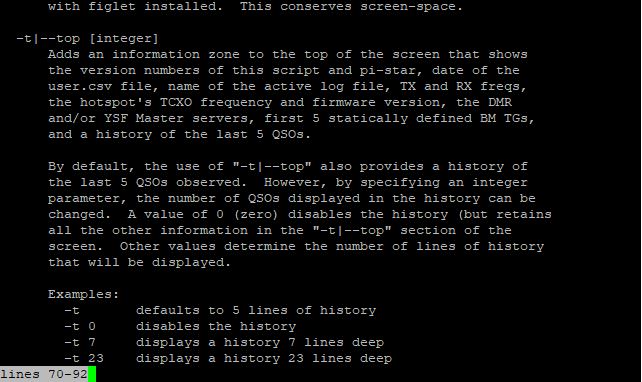 with figlet installed.  This conserves screen-space.
-t|--top [integer]
Adds an information zone to the top of the screen that shows
the version numbers of this script and pi-star, date of the
user.csv file, name of the active log file, TX and RX freqs,
the hotspot's TCXO frequency and firmware version, the DMR
and/or YSF Master servers, first 5 statically defined BM TGs,
and a history of the last 5 QSOs.
By default, the use of "-t|--top" also provides a history of
the last 5 QSOs observed.  However, by specifying an integer
parameter, the number of QSOs displayed in the history can be
changed.  A value of 0 (zero) disables the history (but retains
all the other information in the "-t|--top" section of the
screen.  Other values determine the number of lines of history
that will be displayed.
Examples:
-t       defaults to 5 lines of history
-t 0     disables the history
-t 7     displays a history 7 lines deep
-t 23    displays a history 23 lines deep
lines 70-92